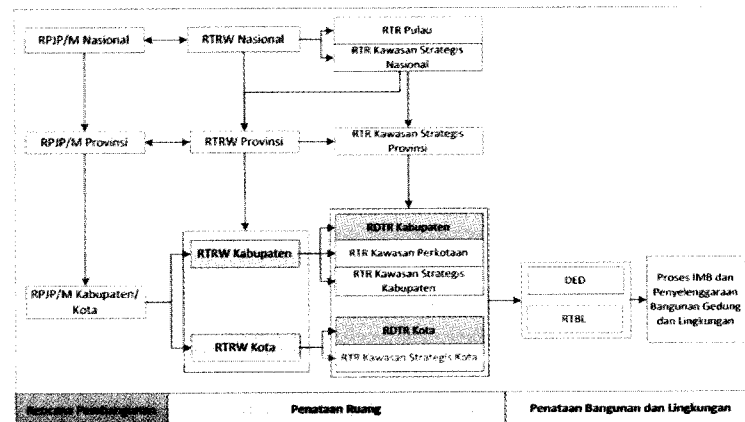 RPJP/M Nasional
RTRW Nasional
RTR Pulau
RTR Kawasan Strategis
Nasional
RPJP/M Provinsi
RTRW Provinsi
RTR Kawasan Strategis
Provinsi
RPJP/M Kabupaten/
Kota
RTRW Kabupaten
RTRW Kota
RDTR Kabupaten
RTR Kawasan Perkotaan
RTR Kawasan Strategis
Kabupaten
RDTR Kota
RTR Kawasan Strategis Kota
DED
RTBL
Proses IMB dan
Penyelenggaraan
Bangunan Gedung
dan Lingkungan
Rencana Pembangunan
Penataan Ruang
Penataan Bangunan dan Lingkungan